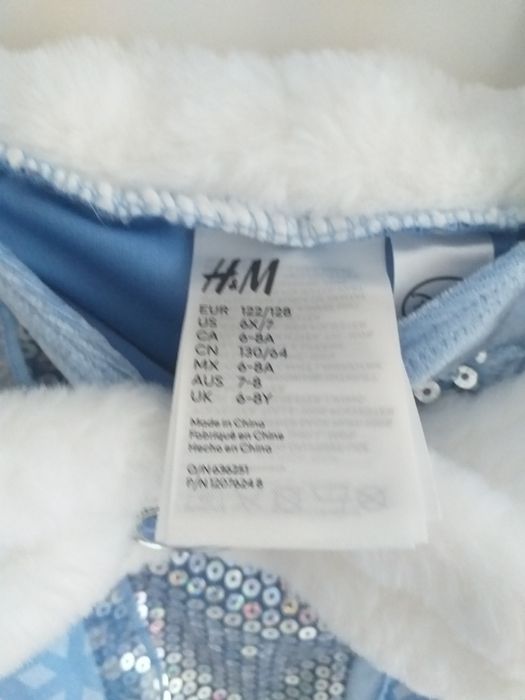 H&M
EUR 122/128
US 6X/7
CA 6-8A
CN 130/64
MX 6-8A
AUS 7-8
UK 6-8Y
Made in China
Fabriqué en Chine
Hecho en China
O/N 636251
P/N 1207624 8